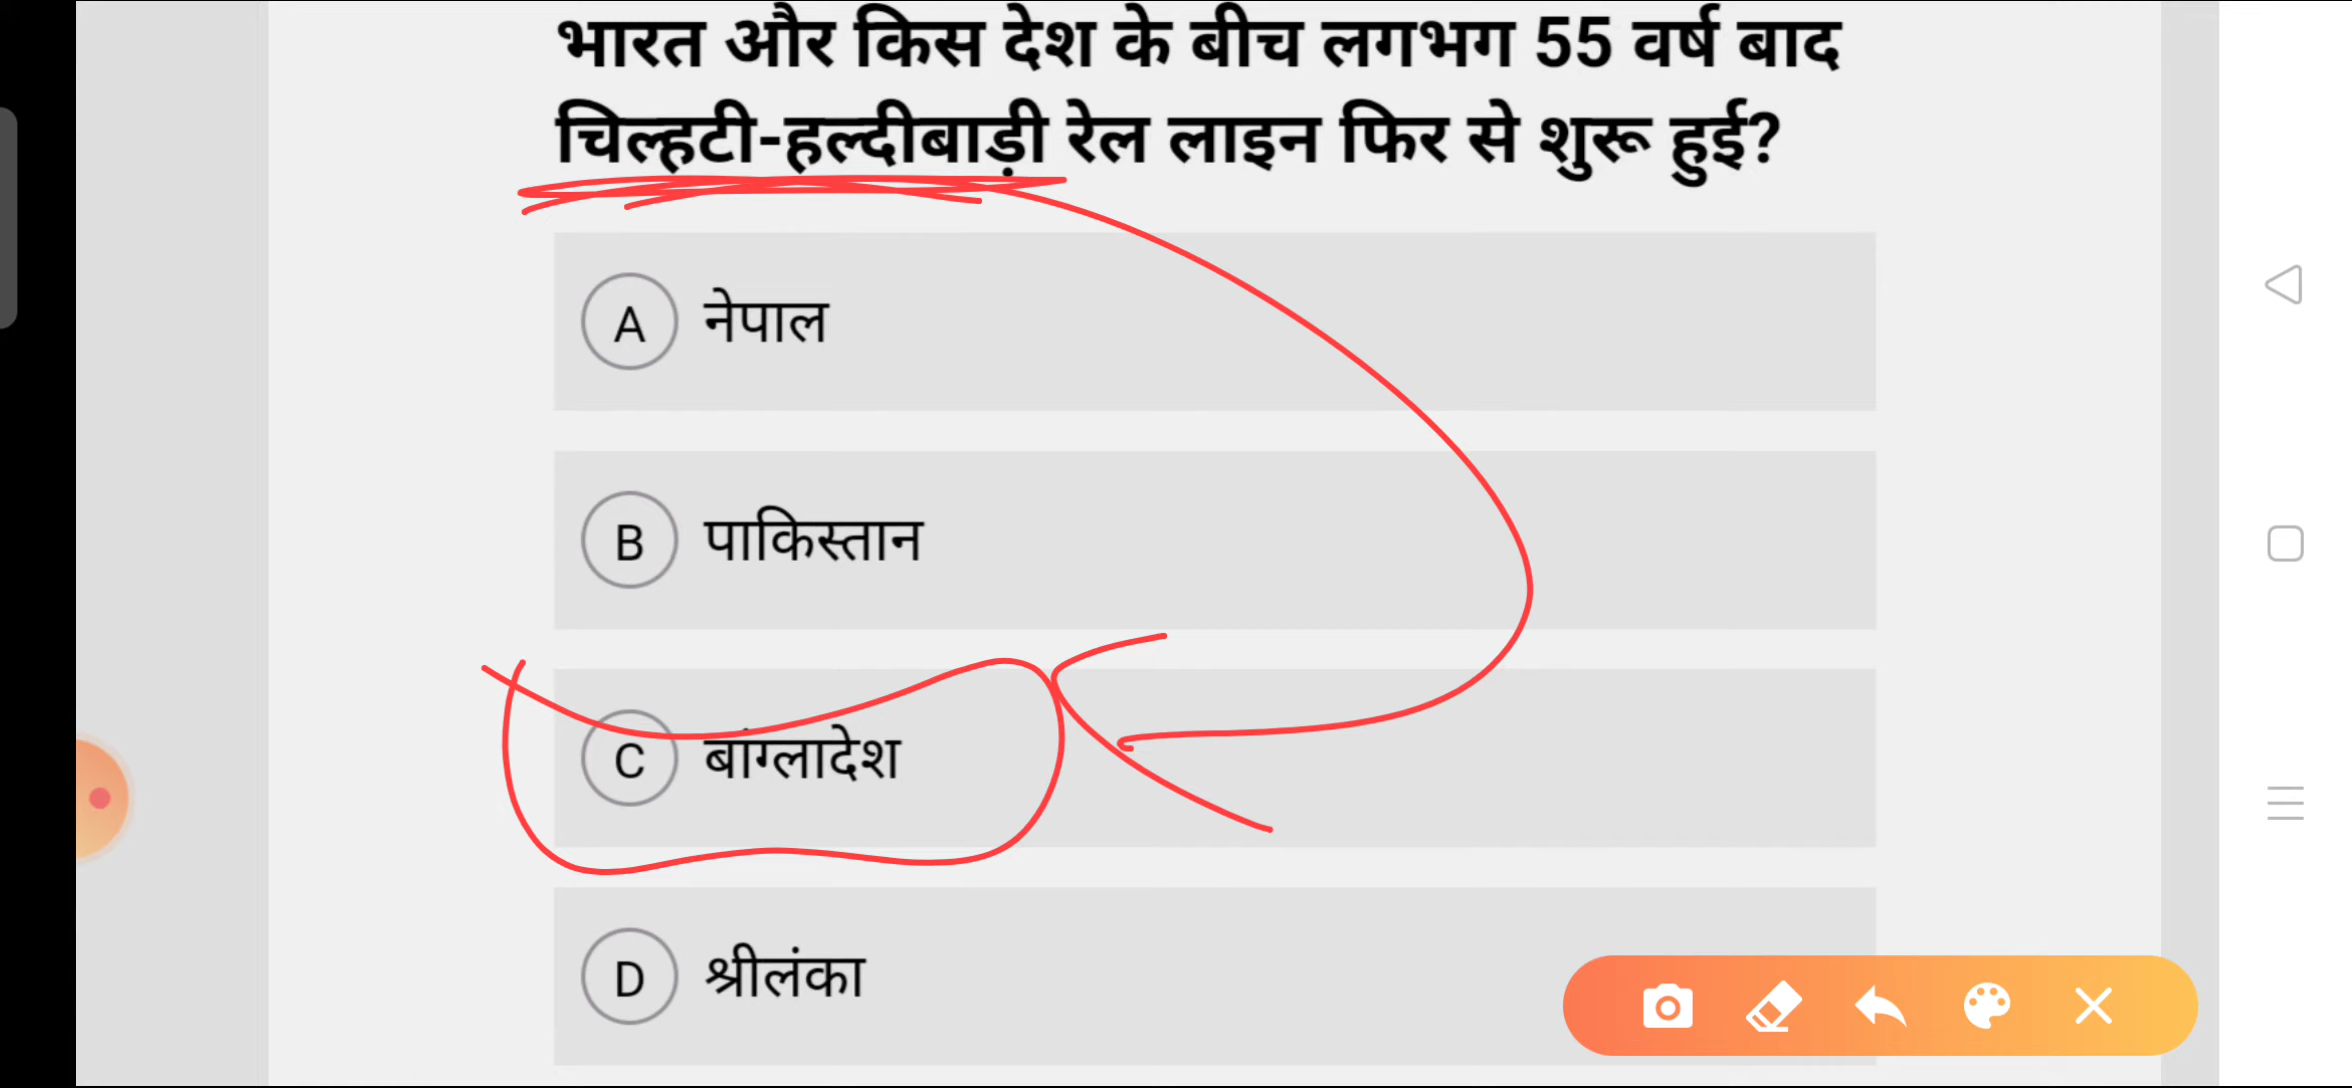 भारत और किस देश के बीच लगभग 55 वर्ष बाद
चिल्हटी-हल्दीबाड़ी रेल लाइन फिर से शुरू हुई?
A नेपाल
B पाकिस्तान
C बांग्लादेश
D श्रीलंका